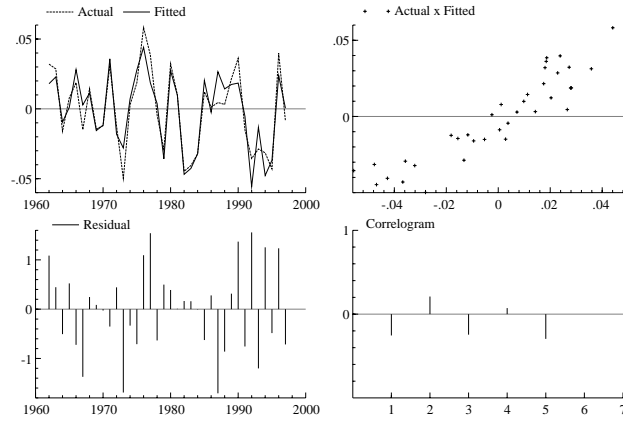 Actual Fitted
.05
0
-.05
1960 1970 1980 1990 2000
Actual x Fitted
.05
0
-.04 -.02 0 .02 .04
Residual
1
0
-1
1960 1970 1980 1990 2000
Correlogram
1
0
1 2 3 4 5 6 7